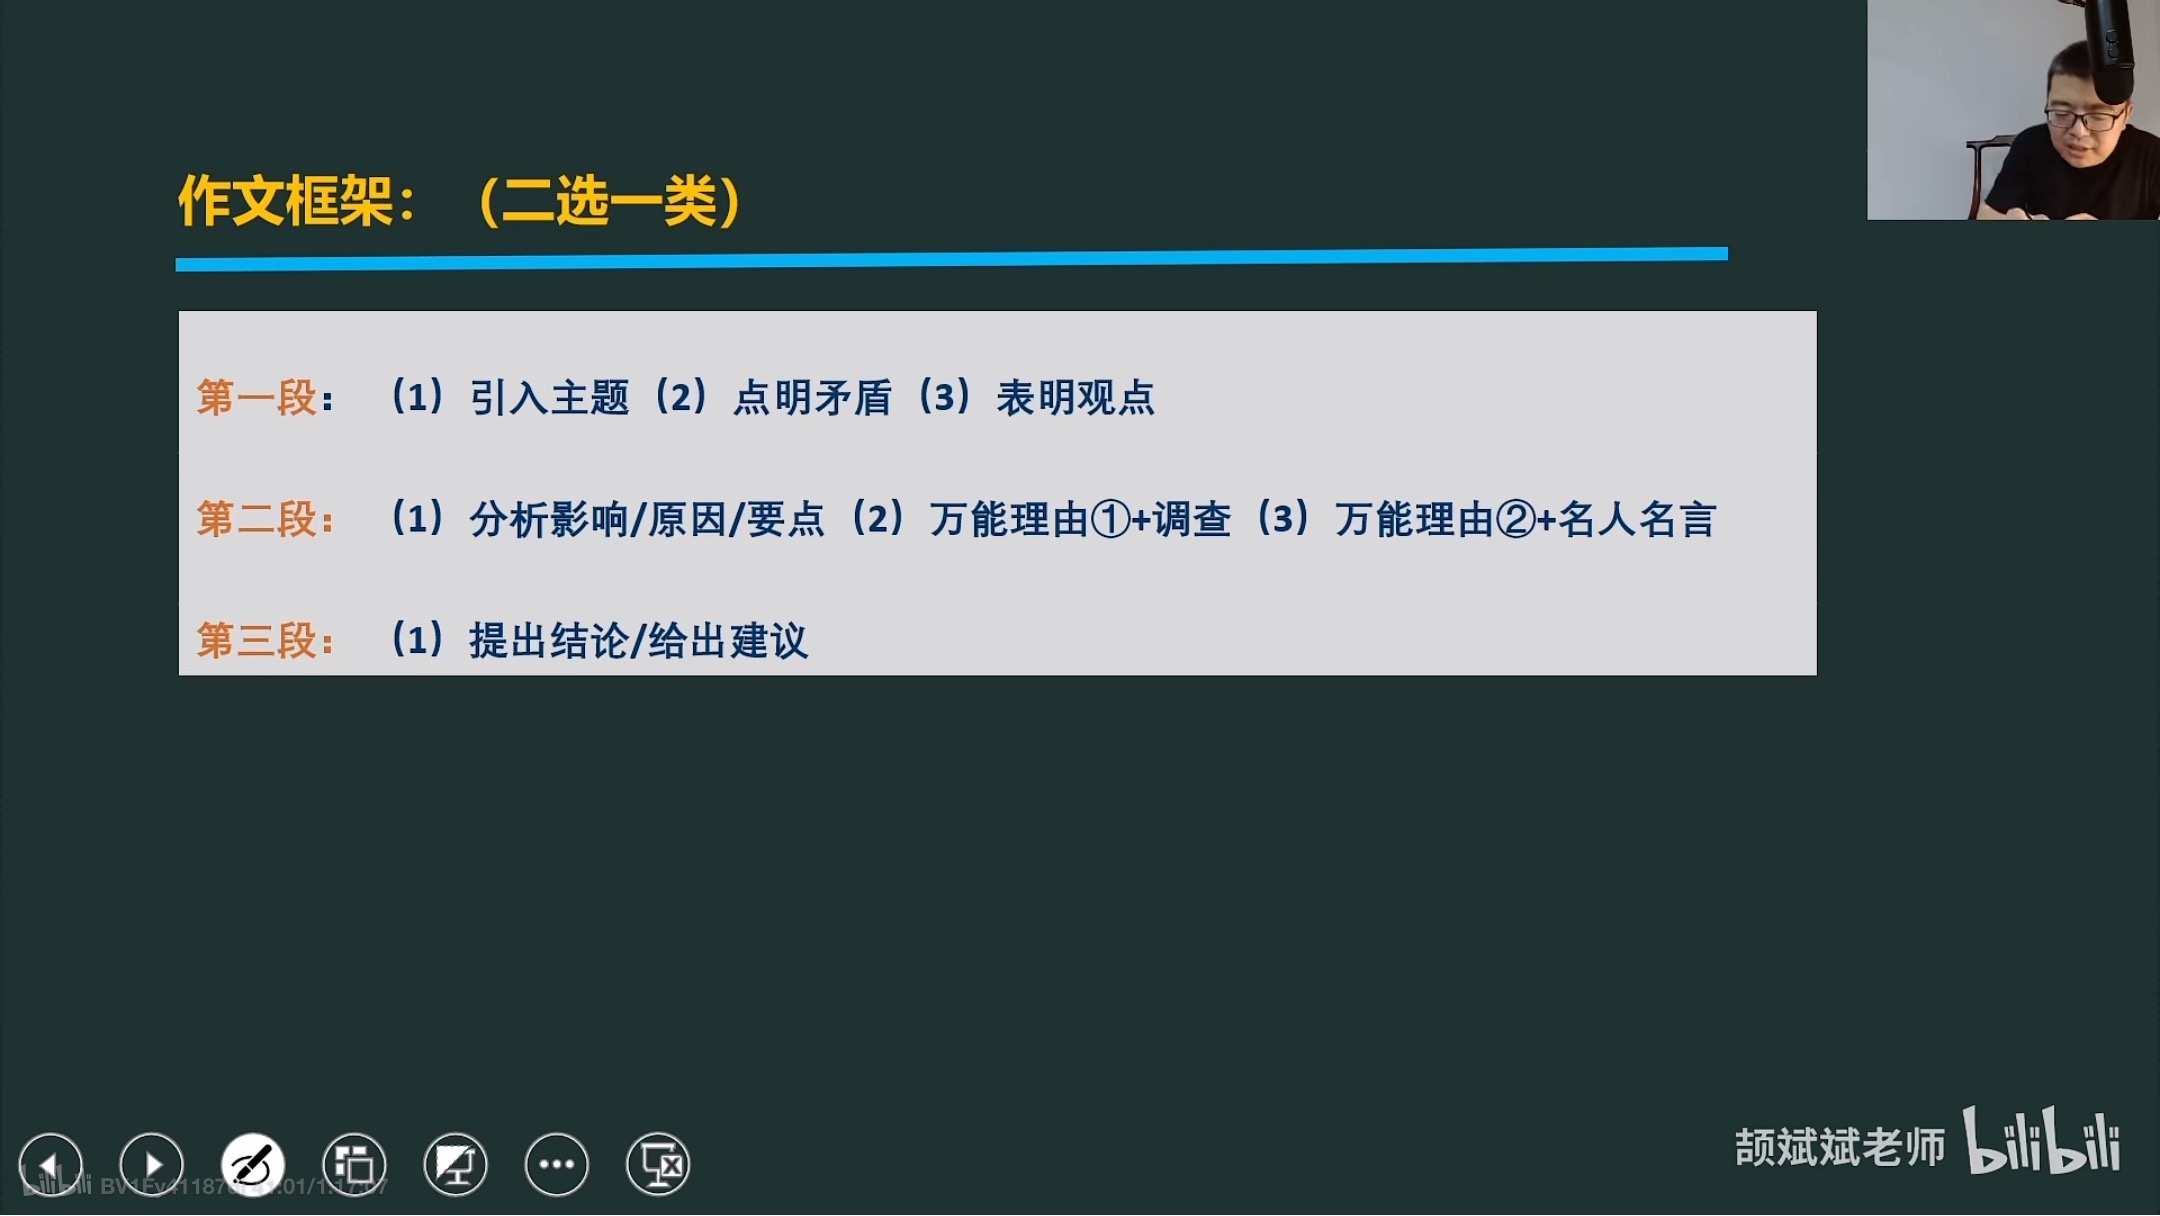 作文框架：（二选一类）
第一段：（1）引入主题（2）点明矛盾（3）表明观点
第二段：（1）分析影响/原因/要点（2）万能理由①+调查（3）万能理由②+名人名言
第三段：（1）提出结论/给出建议
颉斌斌老师 bilibili
bilibili